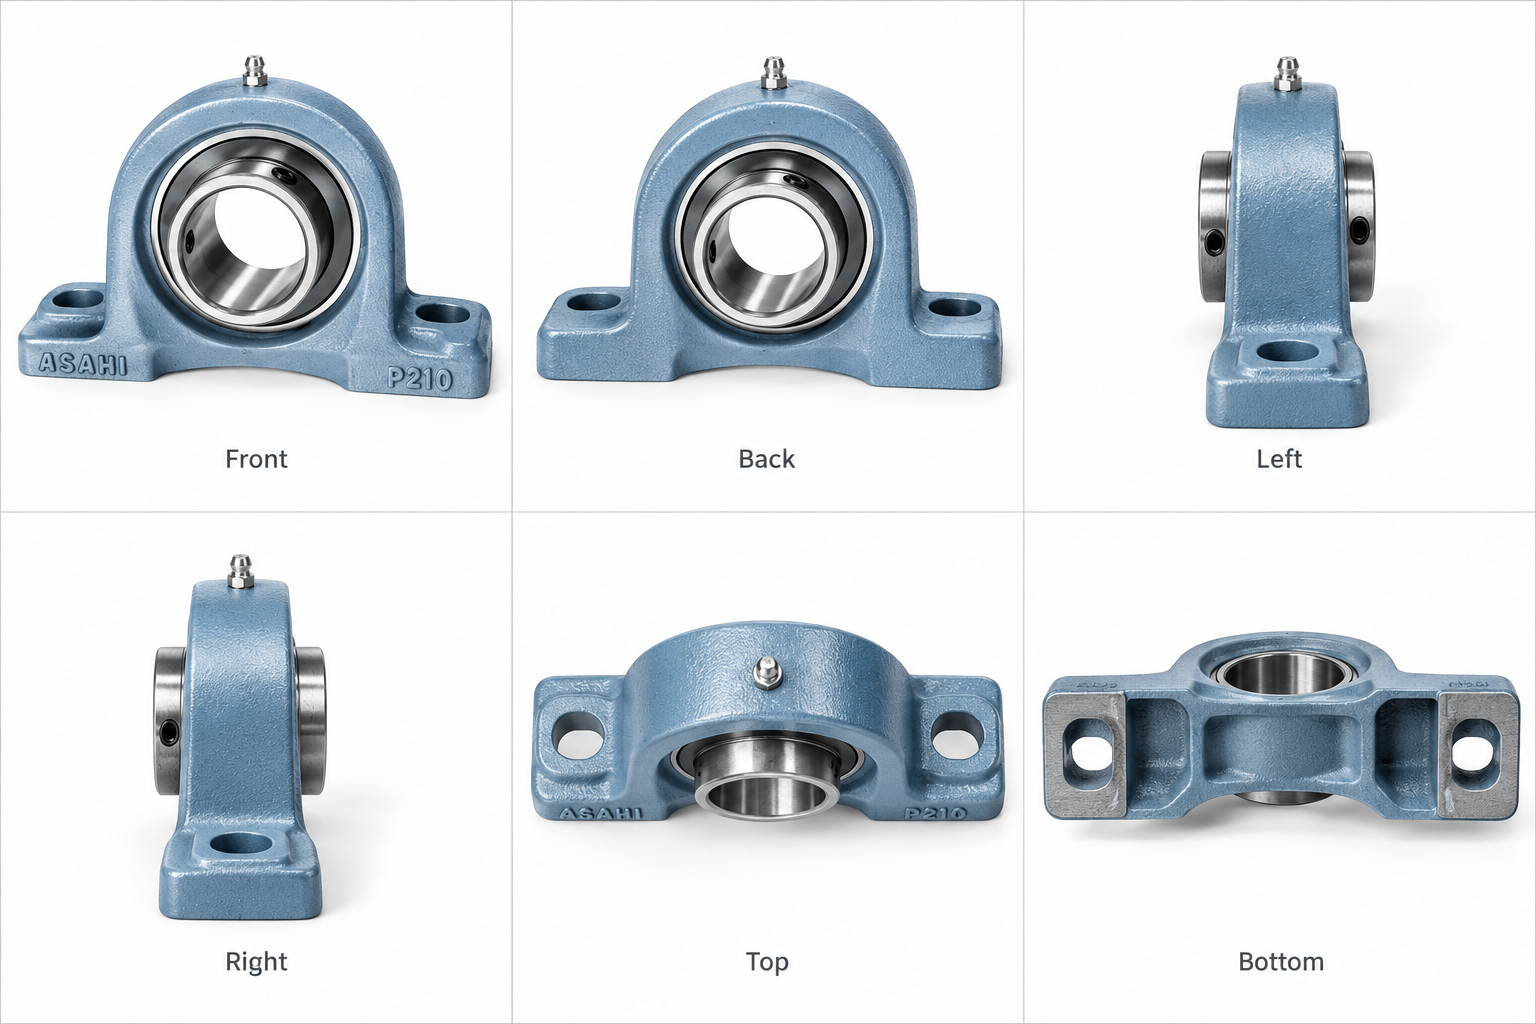 ASAHI
P210
Front
Back
Left
Right
ASAHI
P210
Top
Bottom